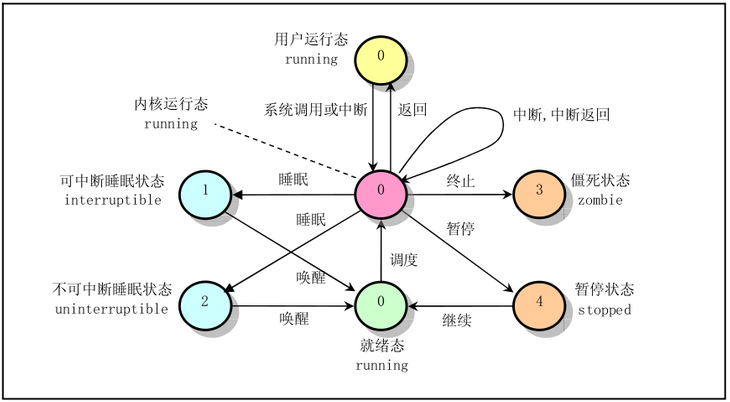 用户运行态
running
0
系统调用或中断
返回
内核运行态
running
中断,中断返回
可中断睡眠状态
interruptible
1
睡眠
0
终止
3
僵死状态
zombie
睡眠
暂停
唤醒
调度
不可中断睡眠状态
uninterruptible
2
唤醒
0
继续
4
暂停状态
stopped
就绪态
running